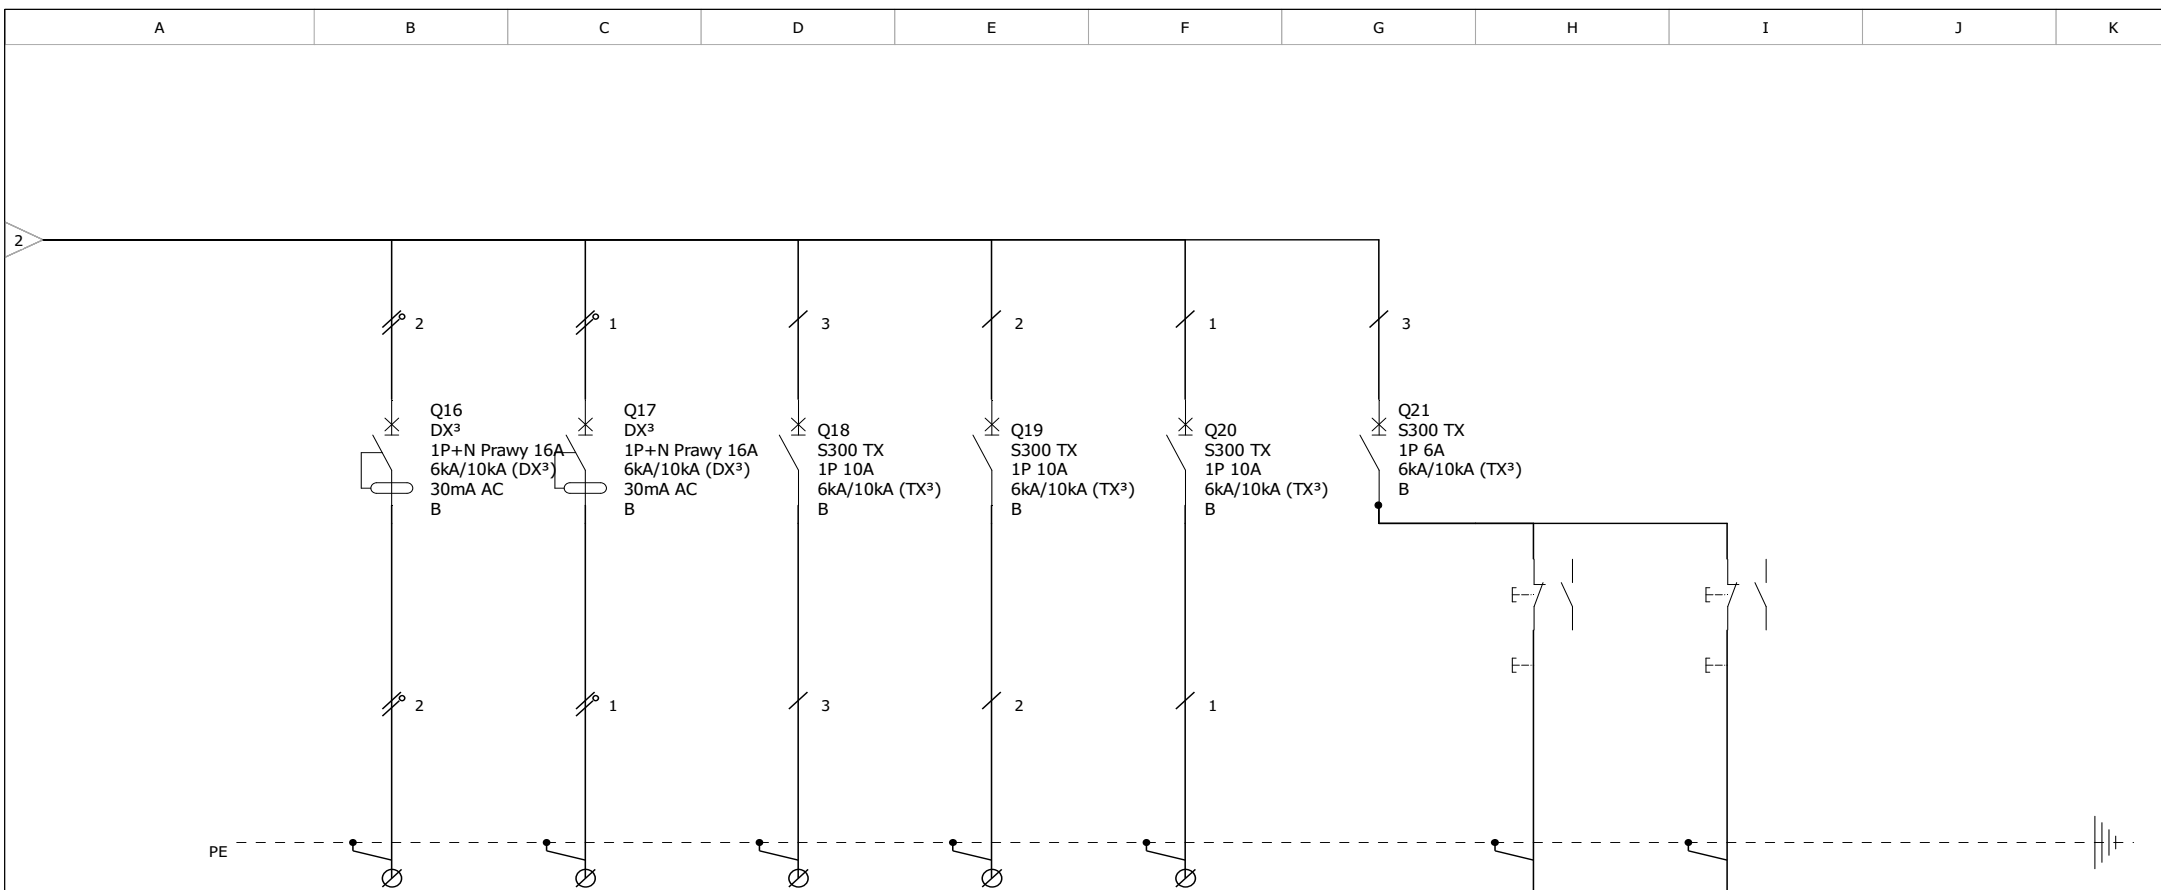 A
B
C
D
E
F
G
H
I
J
K
2
2
1
3
2
1
3
Q16
DX³
1P+N Prawy 16A
6kA/10kA (DX³)
30mA AC
B
Q17
DX³
1P+N Prawy 16A
6kA/10kA (DX³)
30mA AC
B
Q18
S300 TX
1P 10A
6kA/10kA (TX³)
B
Q19
S300 TX
1P 10A
6kA/10kA (TX³)
B
Q20
S300 TX
1P 10A
6kA/10kA (TX³)
B
Q21
S300 TX
1P 6A
6kA/10kA (TX³)
B
2
1
3
2
1
PE